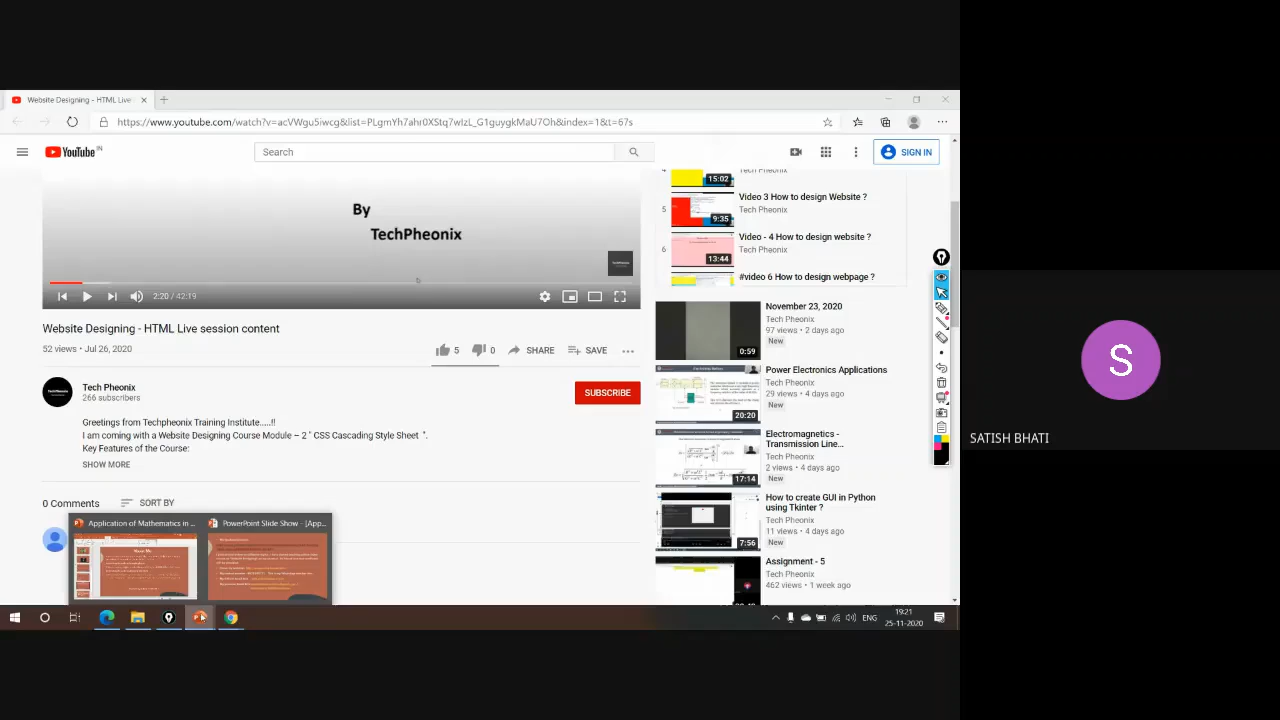 Website Designing - HTML Live
https://www.youtube.com/watch?v=acVWgu5iwcg&list=PLgmYh7ahr0XStq7wIzL_G1guygkMaU7Oh&index=1&t=67s
YouTube IN
Search
SIGN IN
By
TechPheonix
2:20 / 42:19
Website Designing - HTML Live session content
52 views • Jul 26, 2020
5
0
SHARE
SAVE
Tech Pheonix
266 subscribers
SUBSCRIBE
Greetings from Techpheonix Training Institute.....!!
I am coming with a Website Designing Course Module – 2 " CSS Cascading Style Sheet ".
Key Features of the Course:
SHOW MORE
0 Comments
SORT BY
Application of Mathematics in ...
PowerPoint Slide Show - [App...
4
15:02
Tech Pheonix
5
9:35
Video 3 How to design Website ?
Tech Pheonix
6
13:44
Video - 4 How to design website ?
Tech Pheonix
#video 6 How to design webpage ?
0:59
November 23, 2020
Tech Pheonix
97 views • 2 days ago
New
20:20
Power Electronics Applications
Tech Pheonix
29 views • 4 days ago
New
17:14
Electromagnetics -
Transmission Line...
Tech Pheonix
2 views • 4 days ago
New
7:56
How to create GUI in Python
using Tkinter ?
Tech Pheonix
11 views • 4 days ago
New
Assignment - 5
Tech Pheonix
462 views • 1 week ago
ENG
19:21
25-11-2020
S
SATISH BHATI